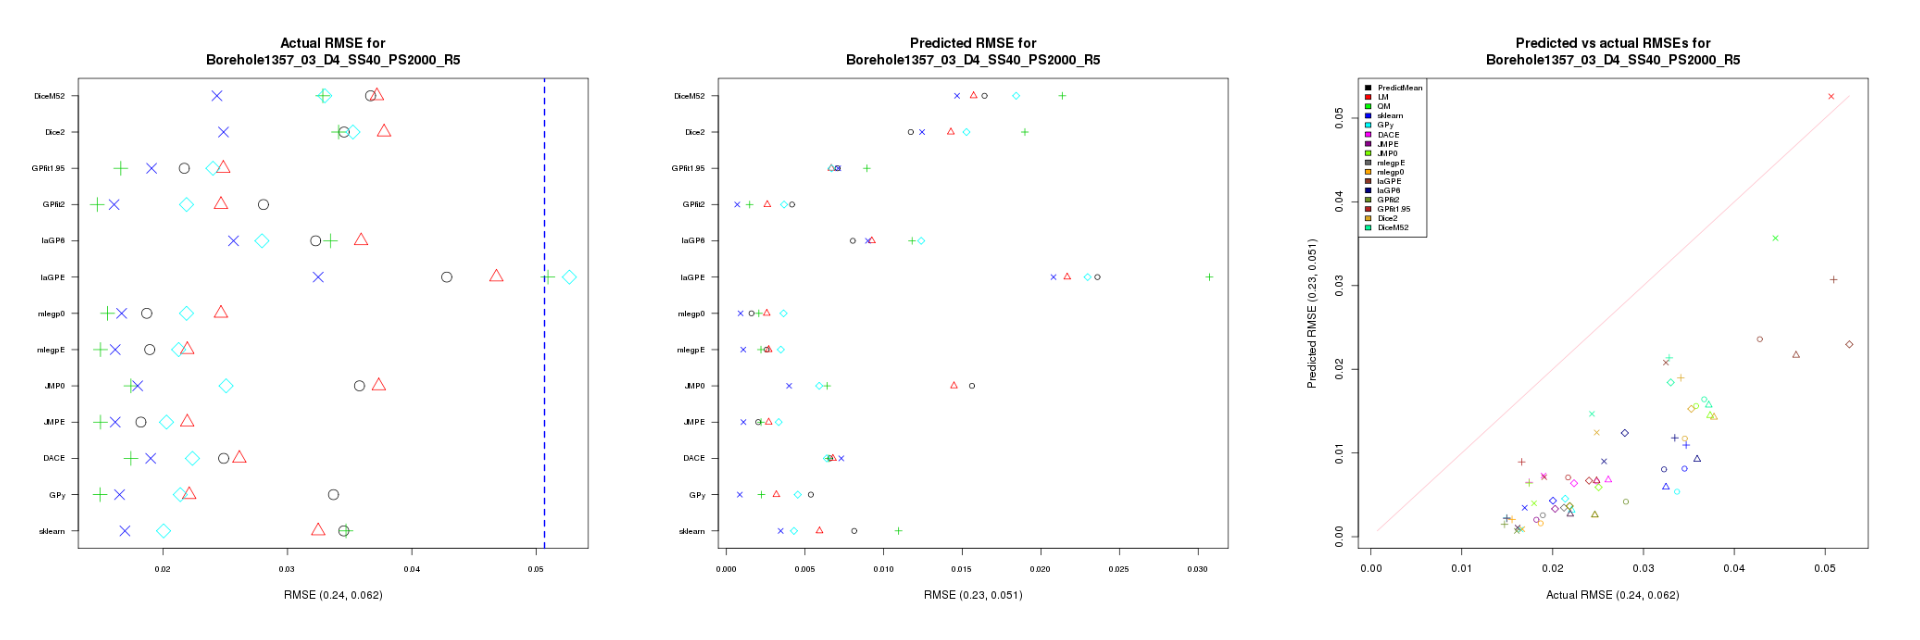 Actual RMSE for
Borehole1357_03_D4_SS40_PS2000_R5
DiceM52
Dice2
GPfit1.95
GPfit2
laGP6
laGPE
mlegp0
mlegpE
JMP0
JMPE
DACE
GPy
sklearn
0.02
0.03
0.04
0.05
RMSE (0.24, 0.062)
Predicted RMSE for
Borehole1357_03_D4_SS40_PS2000_R5
DiceM52
Dice2
GPfit1.95
GPfit2
laGP6
laGPE
mlegp0
mlegpE
JMP0
JMPE
DACE
GPy
sklearn
0.000
0.005
0.010
0.015
0.020
0.025
0.030
RMSE (0.23, 0.051)
Predicted vs actual RMSEs for
Borehole1357_03_D4_SS40_PS2000_R5
PredictMean
LM
QM
sklearn
GPy
DACE
JMPE
JMP0
mlegpE
mlegp0
laGPE
laGP6
GPfit2
GPfit1.95
Dice2
DiceM52
Predicted RMSE (0.23, 0.051)
0.05
0.04
0.03
0.02
0.01
0.00
0.00
0.01
0.02
0.03
0.04
0.05
Actual RMSE (0.24, 0.062)